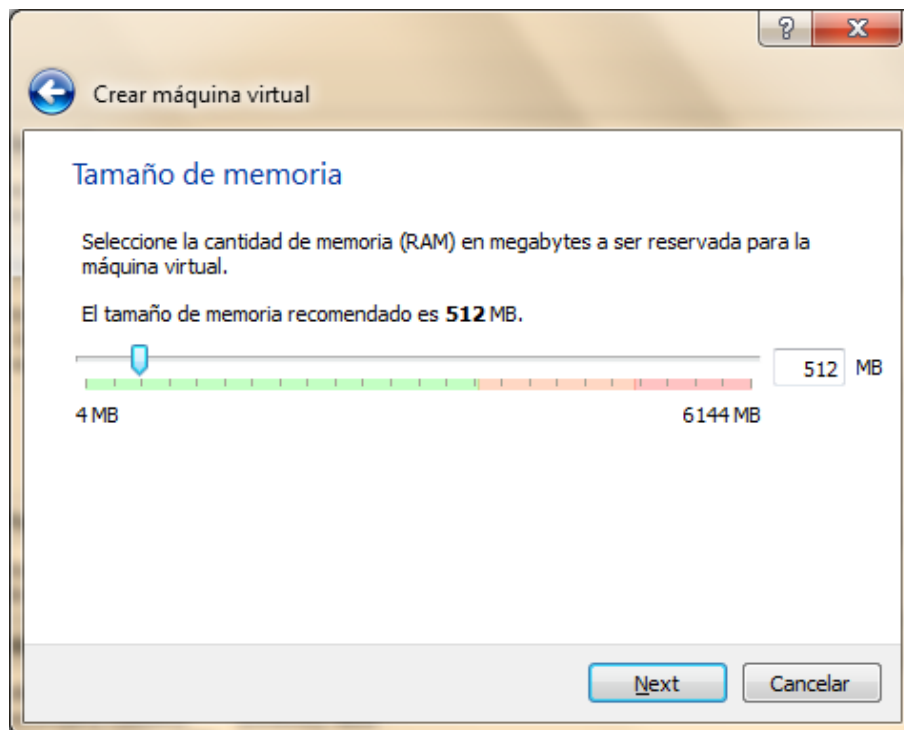 ?
Crear máquina virtual
Tamaño de memoria
Seleccione la cantidad de memoria (RAM) en megabytes a ser reservada para la
máquina virtual.
El tamaño de memoria recomendado es 512 MB.
512 MB
4 MB 6144 MB
Next Cancelar